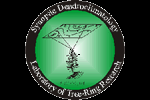 Synoptic Dendroclimatology
Laboratory of Tree-Ring Research